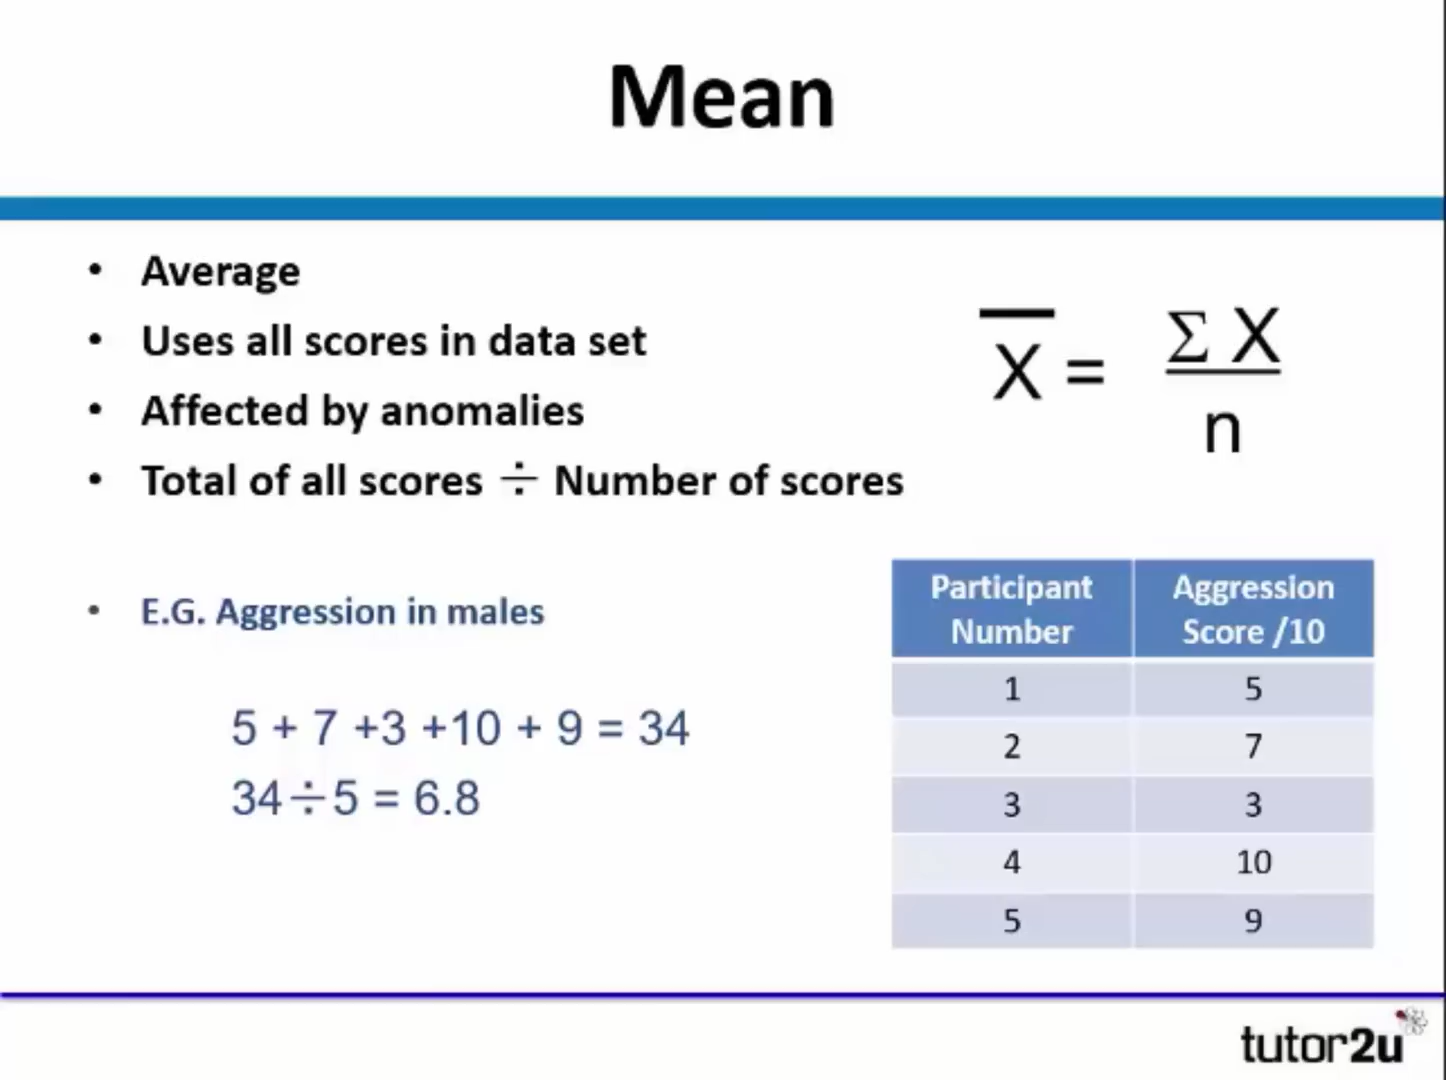 Mean
• Average
• Uses all scores in data set
• Affected by anomalies
• Total of all scores ÷ Number of scores
X̅ = Σ X
n
• E.G. Aggression in males
5 + 7 +3 +10 + 9 = 34
34÷5 = 6.8
Participant Number Aggression Score /10
1 5
2 7
3 3
4 10
5 9
tutor2u